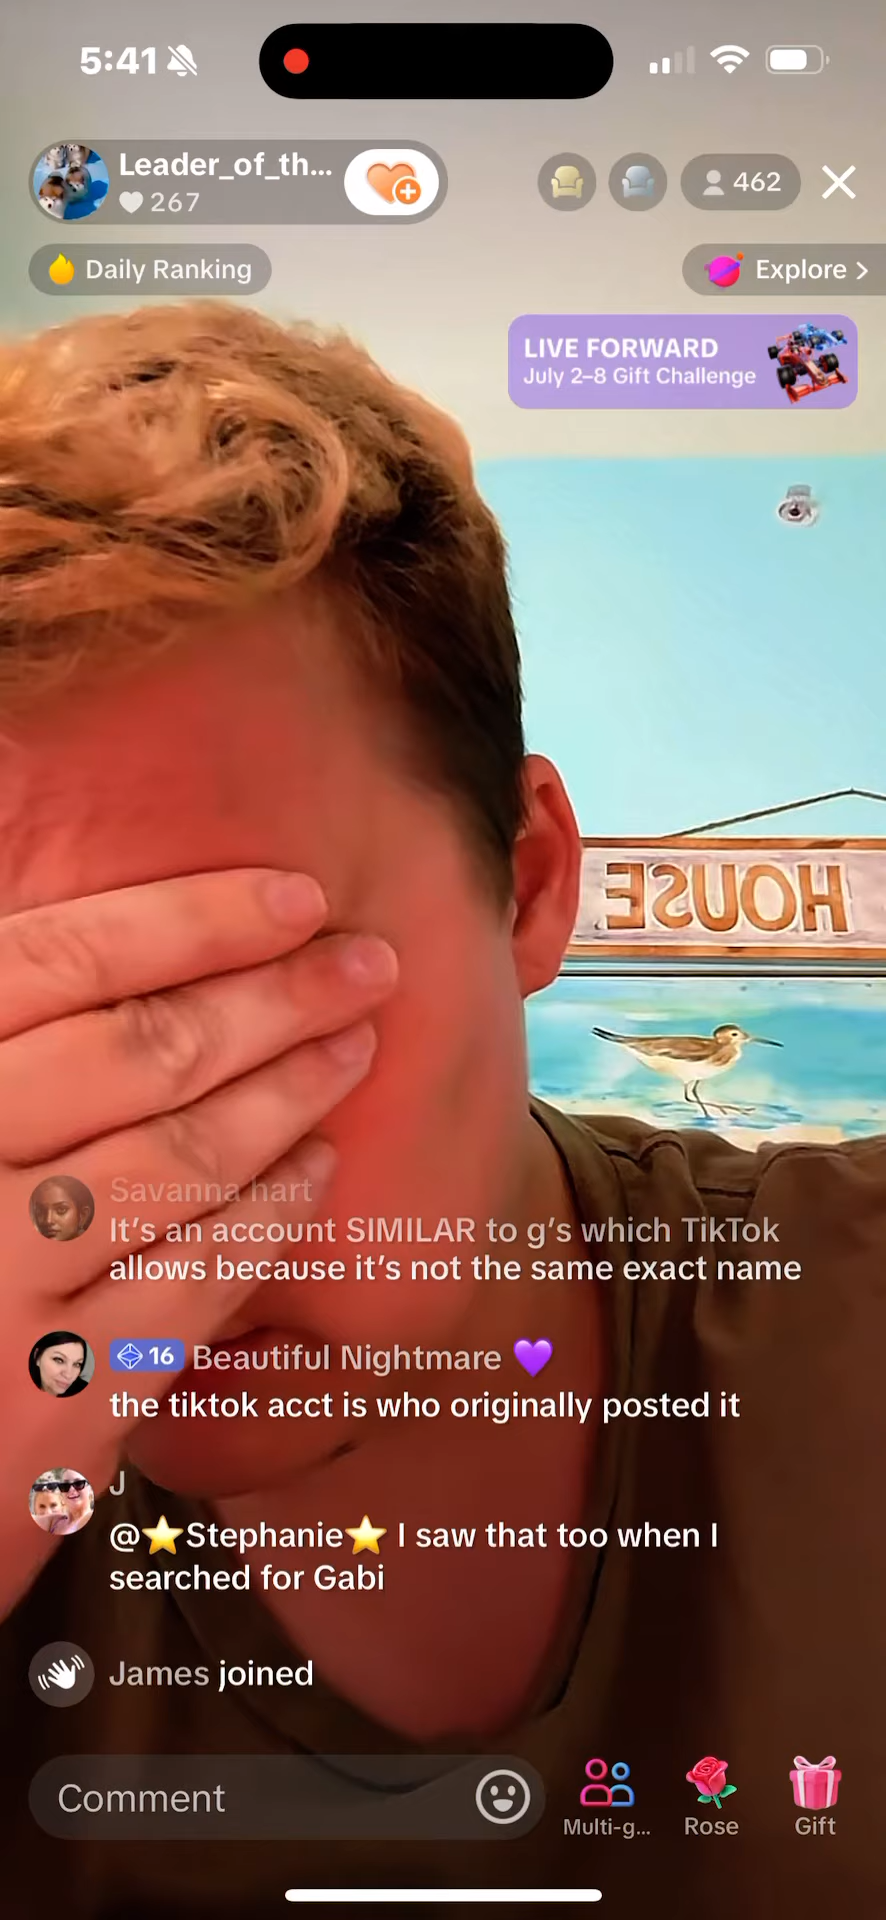 5:41
Leader_of_th...
267
462
Daily Ranking
Explore >
LIVE FORWARD
July 2–8 Gift Challenge
HOUSE
Savanna hart
It’s an account SIMILAR to g’s which TikTok
allows because it’s not the same exact name
16 Beautiful Nightmare 💜
the tiktok acct is who originally posted it
J
@⭐Stephanie⭐ I saw that too when I
searched for Gabi
James joined
Comment
Multi-g...
Rose
Gift